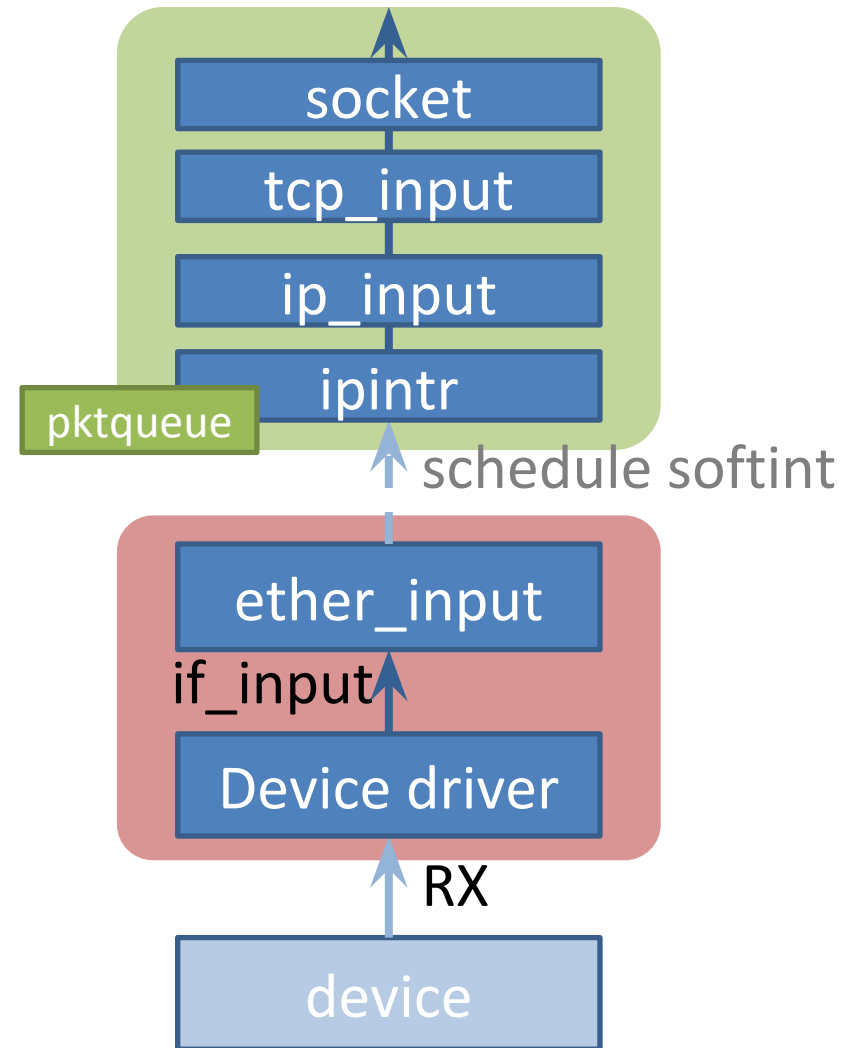 socket
tcp_input
ip_input
ipintr
pktqueue
schedule softint
ether_input
if_input
Device driver
RX
device